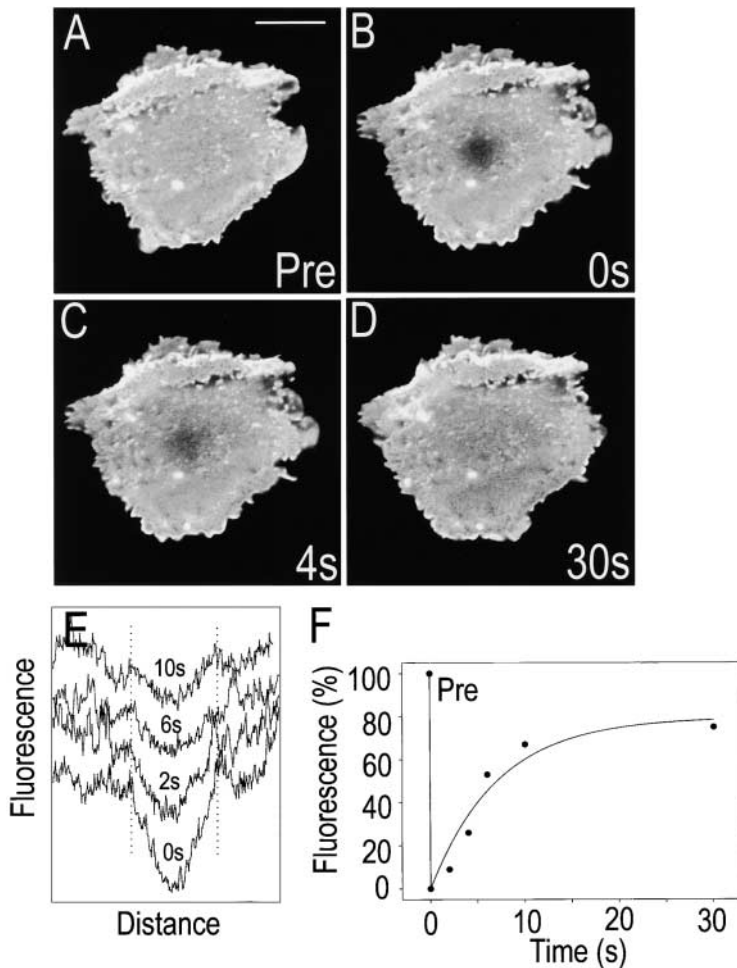 A
Pre
B
0s
C
4s
D
30s
E
10s
6s
2s
0s
Fluorescence
Distance
F
Pre
Fluorescence (%)
100
80
60
40
20
0
0
10
20
30
Time (s)